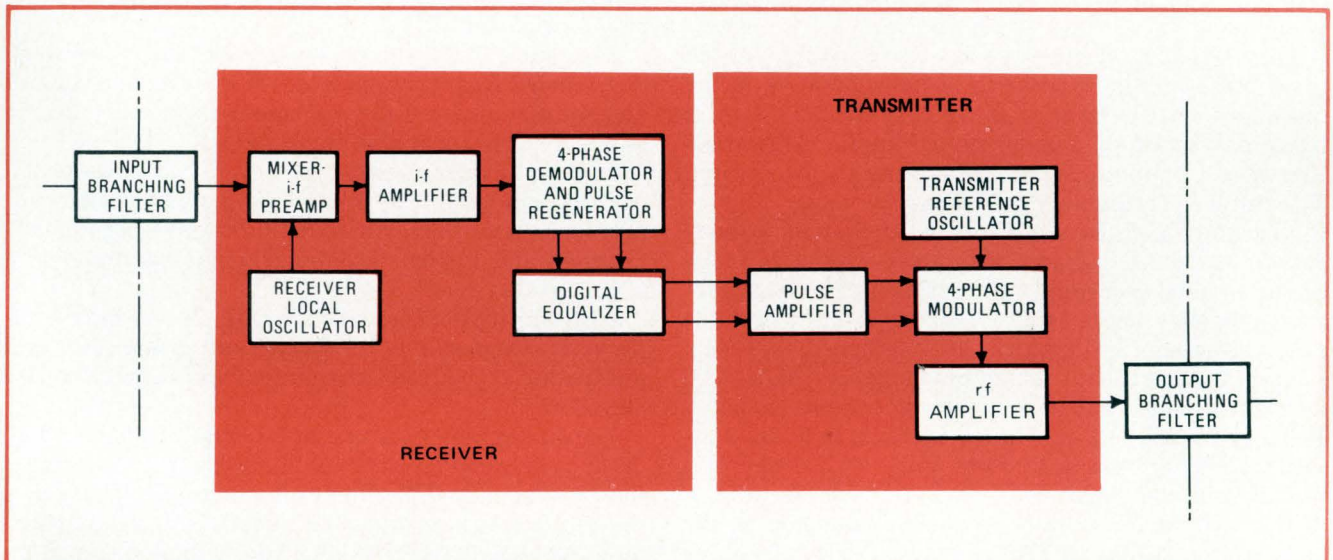 INPUT
BRANCHING
FILTER
MIXER-
i-f
PREAMP
i-f
AMPLIFIER
4-PHASE
DEMODULATOR
AND PULSE
REGENERATOR
RECEIVER
LOCAL
OSCILLATOR
DIGITAL
EQUALIZER
RECEIVER
TRANSMITTER
TRANSMITTER
REFERENCE
OSCILLATOR
PULSE
AMPLIFIER
4-PHASE
MODULATOR
rf
AMPLIFIER
OUTPUT
BRANCHING
FILTER